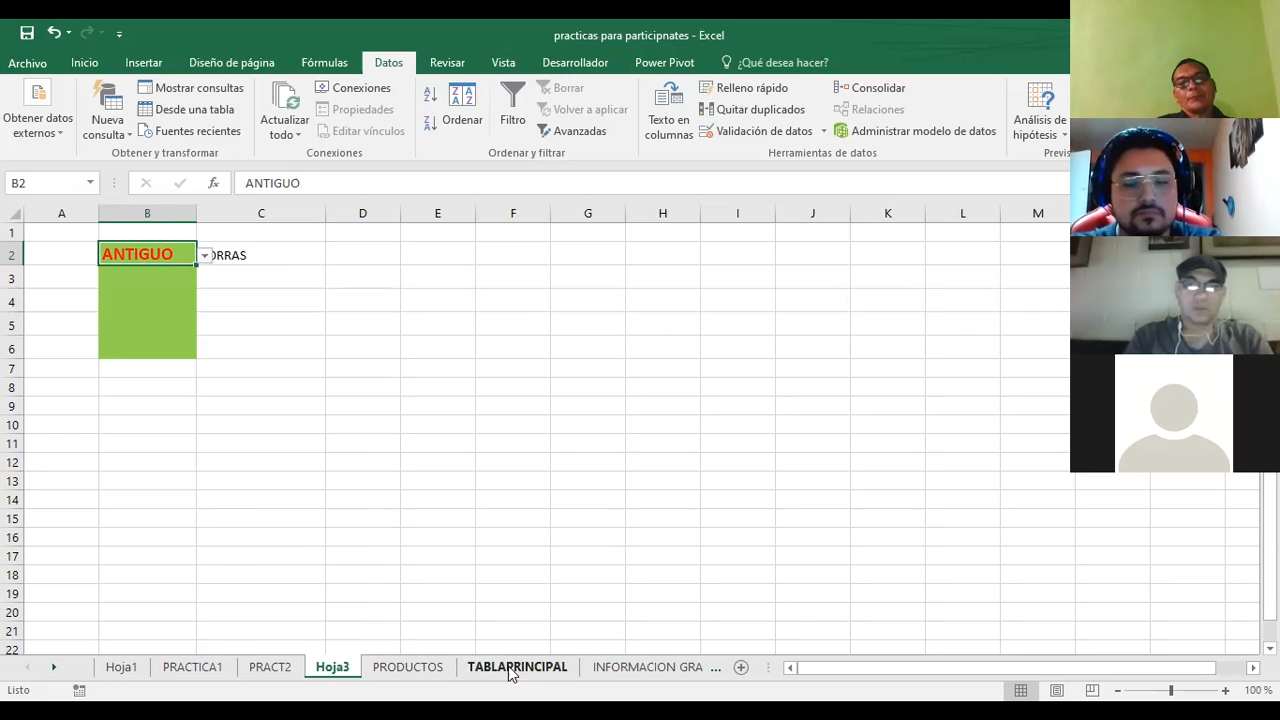 practicas para participnates - Excel
Archivo Inicio Insertar Diseño de página Fórmulas Datos Revisar Vista Desarrollador Power Pivot ¿Qué desea hacer?
Obtener datos externos
Nueva consulta
Mostrar consultas
Desde una tabla
Fuentes recientes
Obtener y transformar
Actualizar todo
Conexiones
Propiedades
Editar vínculos
Conexiones
Ordenar
Filtro
Borrar
Volver a aplicar
Avanzadas
Ordenar y filtrar
Texto en columnas
Relleno rápido
Quitar duplicados
Validación de datos
Consolidar
Relaciones
Administrar modelo de datos
Herramientas de datos
Análisis de hipótesis
Previs
B2 fx ANTIGUO
A B C D E F G H I J K L M
1
2 ANTIGUO ORRAS
3
4
5
6
7
8
9
10
11
12
13
14
15
16
17
18
19
20
21
22
Hoja1 PRACTICA1 PRACT2 Hoja3 PRODUCTOS TABLAPRINCIPAL INFORMACION GRA ...
Listo 100 %